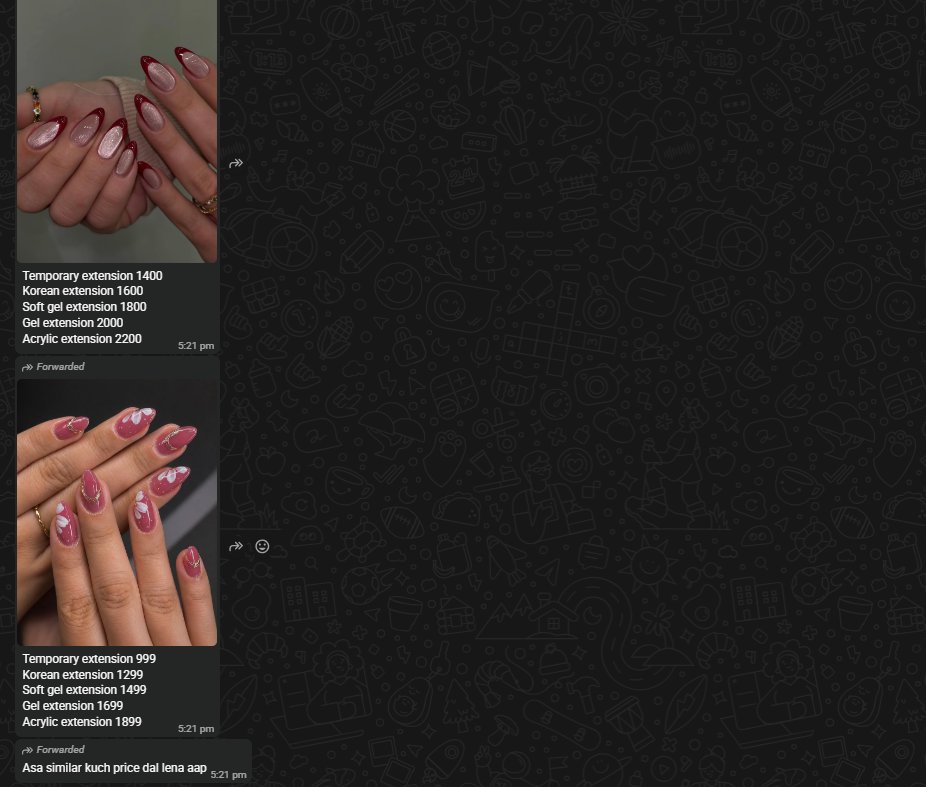 Temporary extension 1400
Korean extension 1600
Soft gel extension 1800
Gel extension 2000
Acrylic extension 2200
5:21 pm
Forwarded
Temporary extension 999
Korean extension 1299
Soft gel extension 1499
Gel extension 1699
Acrylic extension 1899
5:21 pm
Forwarded
Asa similar kuch price dal lena aap
5:21 pm